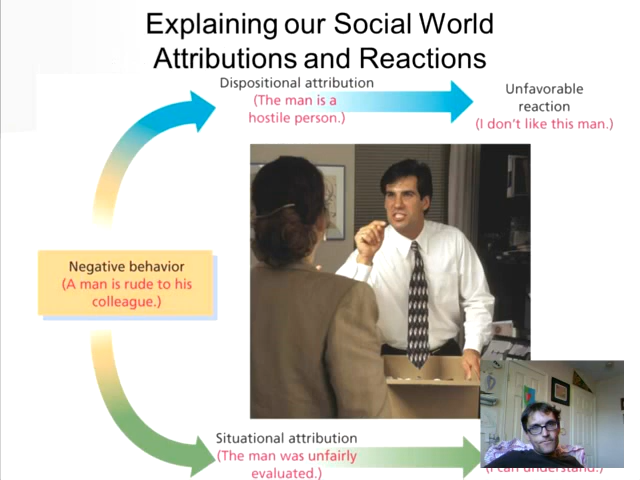 Explaining our Social World
Attributions and Reactions
Dispositional attribution
(The man is a
hostile person.)
Unfavorable
reaction
(I don't like this man.)
Negative behavior
(A man is rude to his
colleague.)
Situational attribution
(The man was unfairly
evaluated.)
(I can understand.)